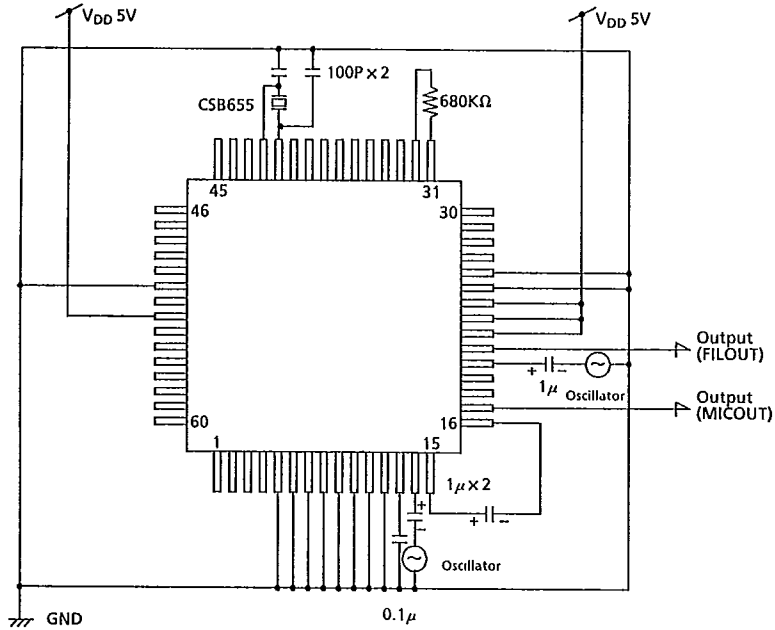 VDD 5V
VDD 5V
100P×2
CSB655
680KΩ
45
31
46
30
Output
(FILOUT)
+
−
1μ
Oscillator
Output
(MICOUT)
60
16
1
15
1μ×2
+
−
+
−
Oscillator
0.1μ
GND